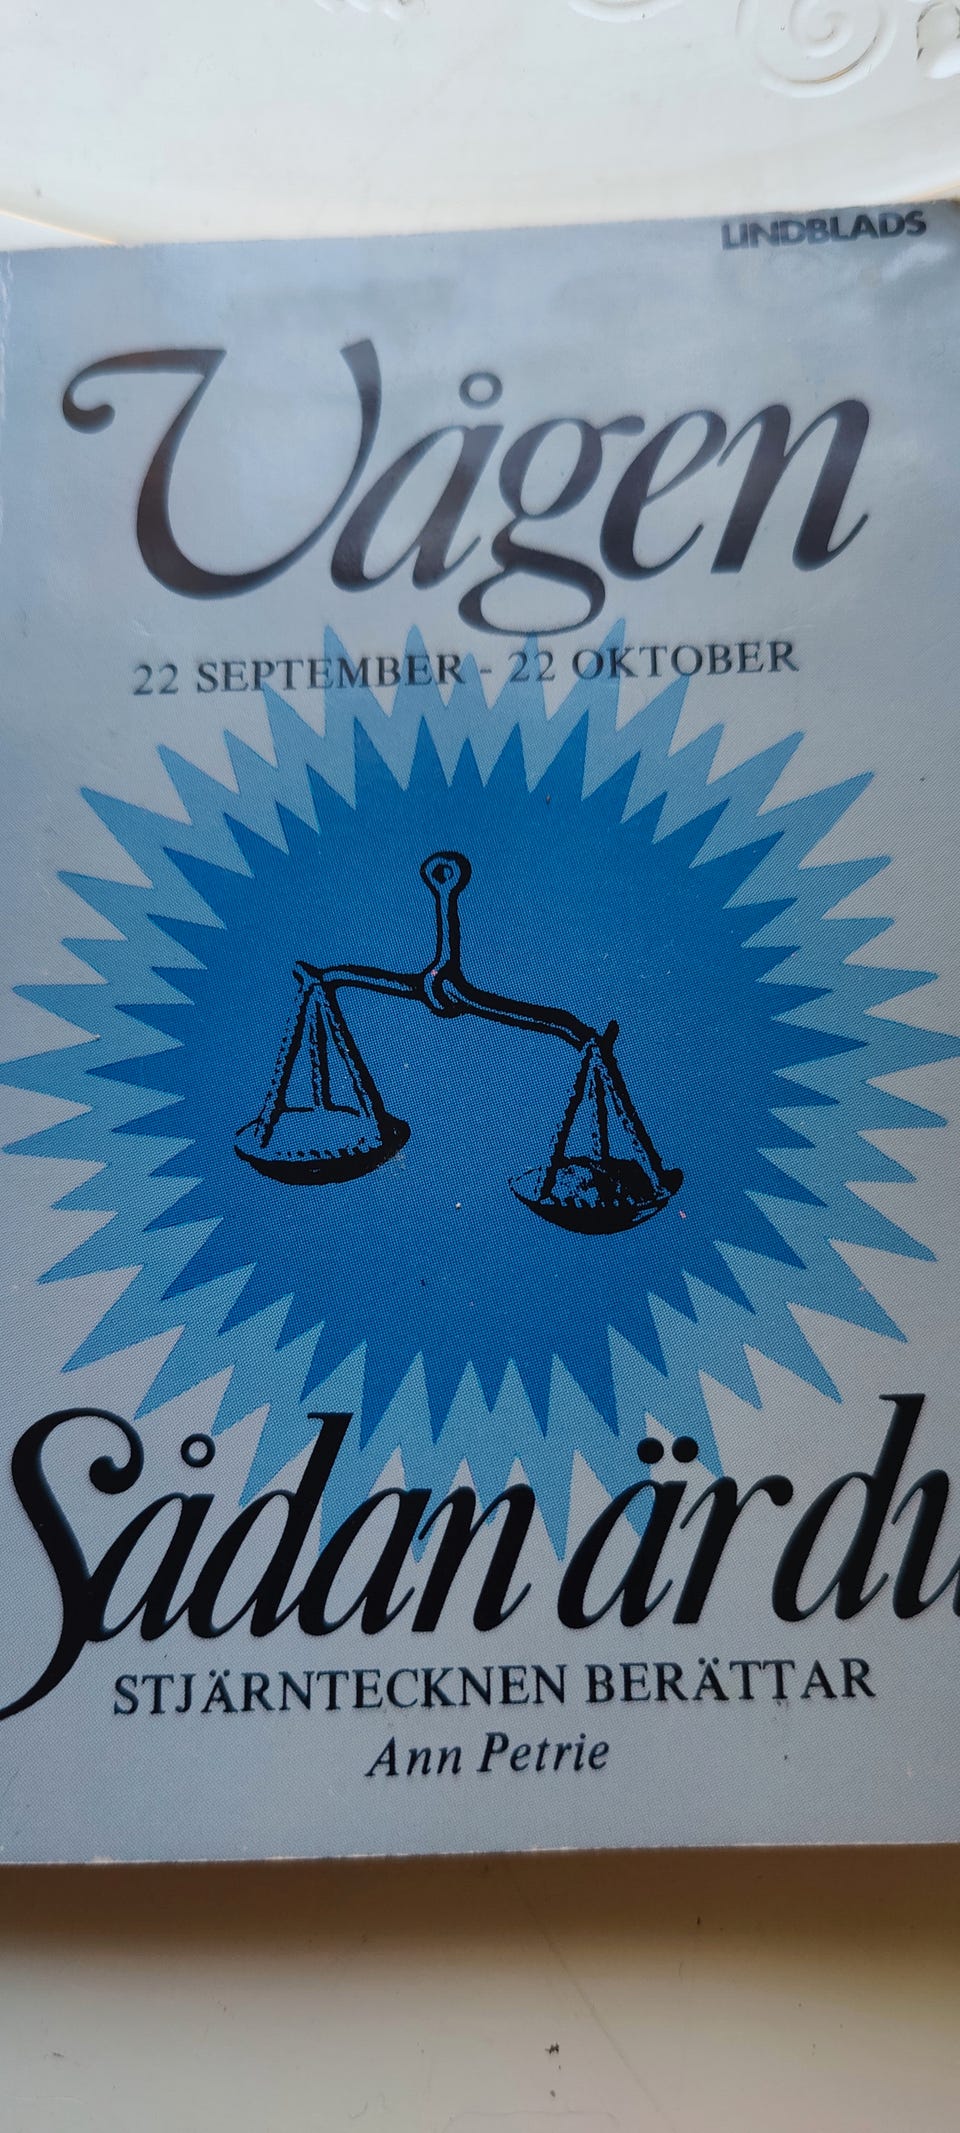 LINDBLADS
Vågen
22 SEPTEMBER - 22 OKTOBER
Sådan är du
STJÄRNTECKNEN BERÄTTAR
Ann Petrie